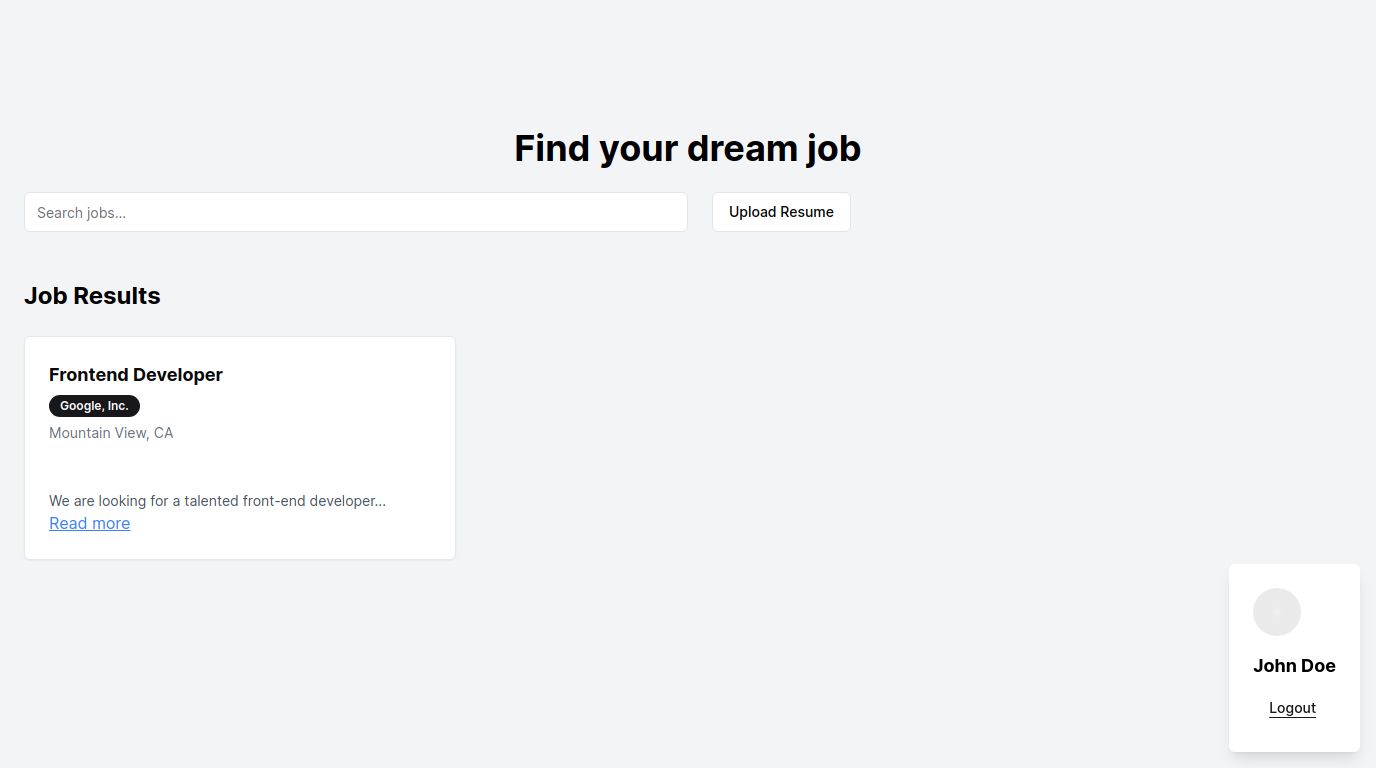 Find your dream job
Search jobs...
Upload Resume
Job Results
Frontend Developer
Google, Inc.
Mountain View, CA
We are looking for a talented front-end developer...
Read more
John Doe
Logout